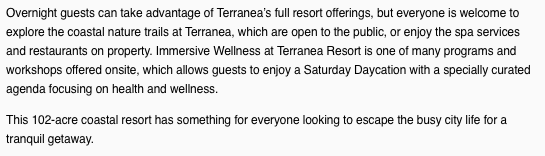 Overnight guests can take advantage of Terranea's full resort offerings, but everyone is welcome to
explore the coastal nature trails at Terranea, which are open to the public, or enjoy the spa services
and restaurants on property. Immersive Wellness at Terranea Resort is one of many programs and
workshops offered onsite, which allows guests to enjoy a Saturday Daycation with a specially curated
agenda focusing on health and wellness.
This 102-acre coastal resort has something for everyone looking to escape the busy city life for a
tranquil getaway.